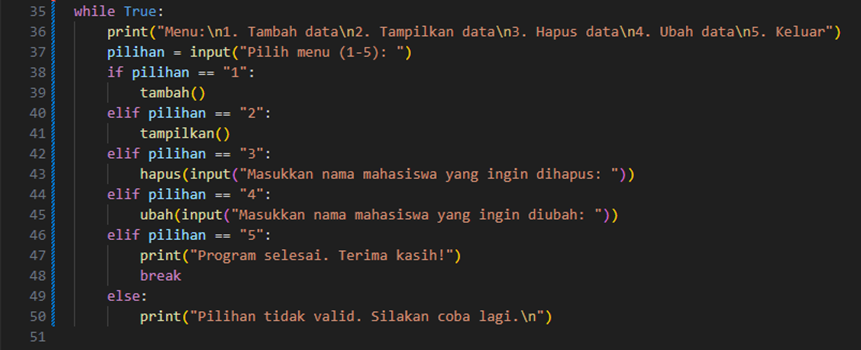 35 while True:
36     print("Menu:\n1. Tambah data\n2. Tampilkan data\n3. Hapus data\n4. Ubah data\n5. Keluar")
37     pilihan = input("Pilih menu (1-5): ")
38     if pilihan == "1":
39         tambah()
40     elif pilihan == "2":
41         tampilkan()
42     elif pilihan == "3":
43         hapus(input("Masukkan nama mahasiswa yang ingin dihapus: "))
44     elif pilihan == "4":
45         ubah(input("Masukkan nama mahasiswa yang ingin diubah: "))
46     elif pilihan == "5":
47         print("Program selesai. Terima kasih!")
48         break
49     else:
50         print("Pilihan tidak valid. Silakan coba lagi.\n")
51